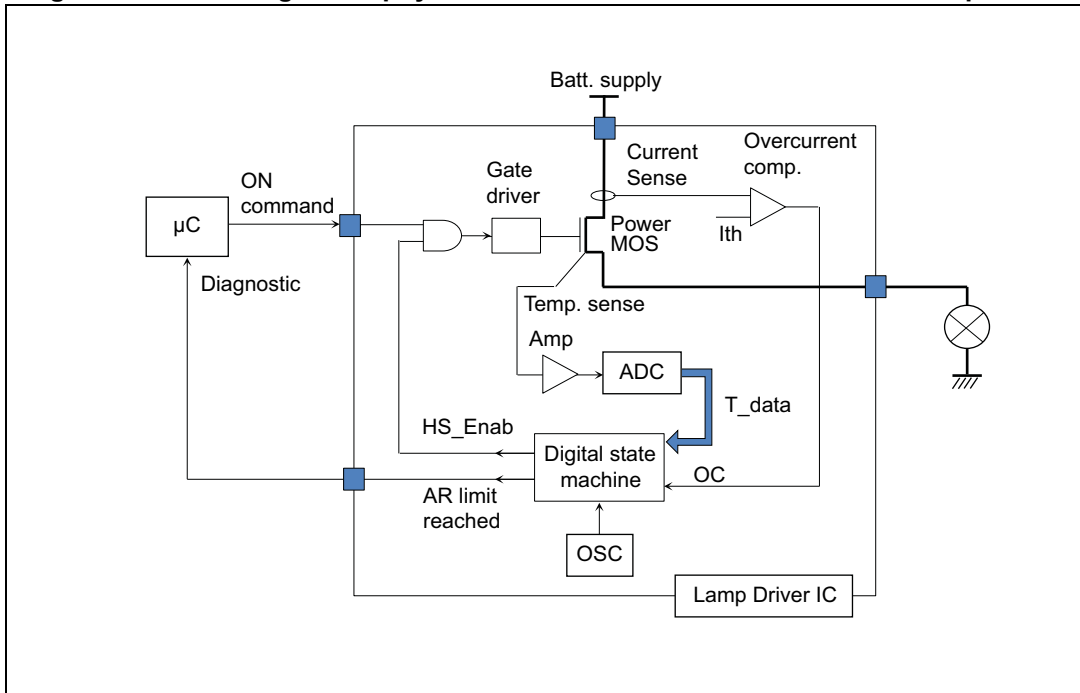 Batt. supply
Overcurrent
comp.
Current
Sense
Gate
driver
ON
command
µC
Power
MOS
Ith
Diagnostic
Temp. sense
Amp
ADC
T_data
HS_Enab
Digital state
machine
OC
AR limit
reached
OSC
Lamp Driver IC